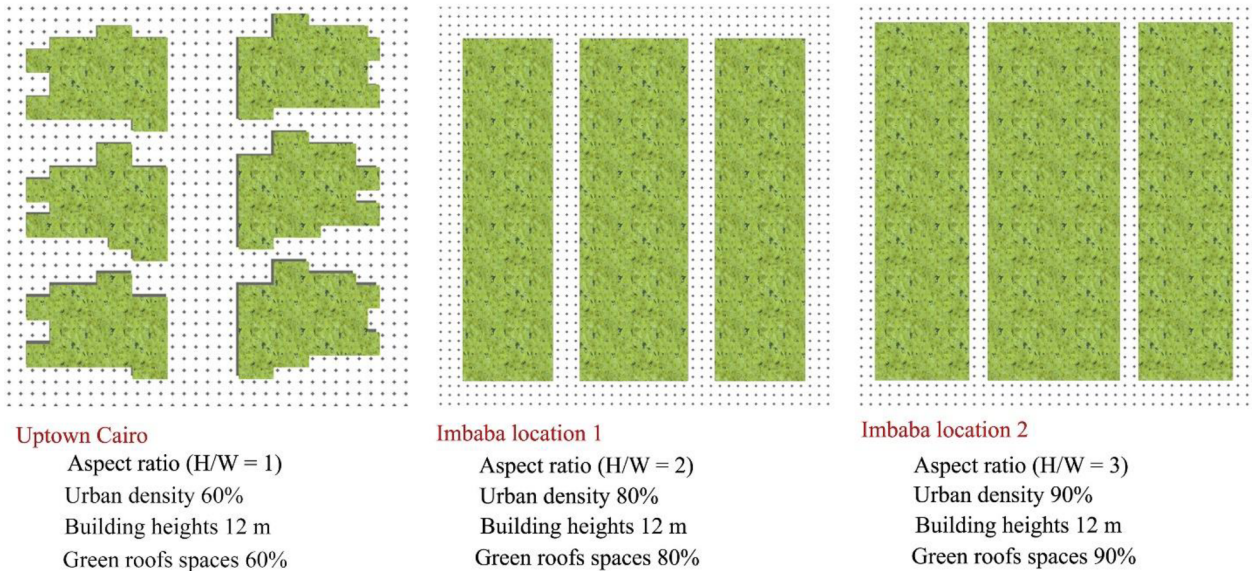 Uptown Cairo
Aspect ratio (H/W = 1)
Urban density 60%
Building heights 12 m
Green roofs spaces 60%
Imbaba location 1
Aspect ratio (H/W = 2)
Urban density 80%
Building heights 12 m
Green roofs spaces 80%
Imbaba location 2
Aspect ratio (H/W = 3)
Urban density 90%
Building heights 12 m
Green roofs spaces 90%